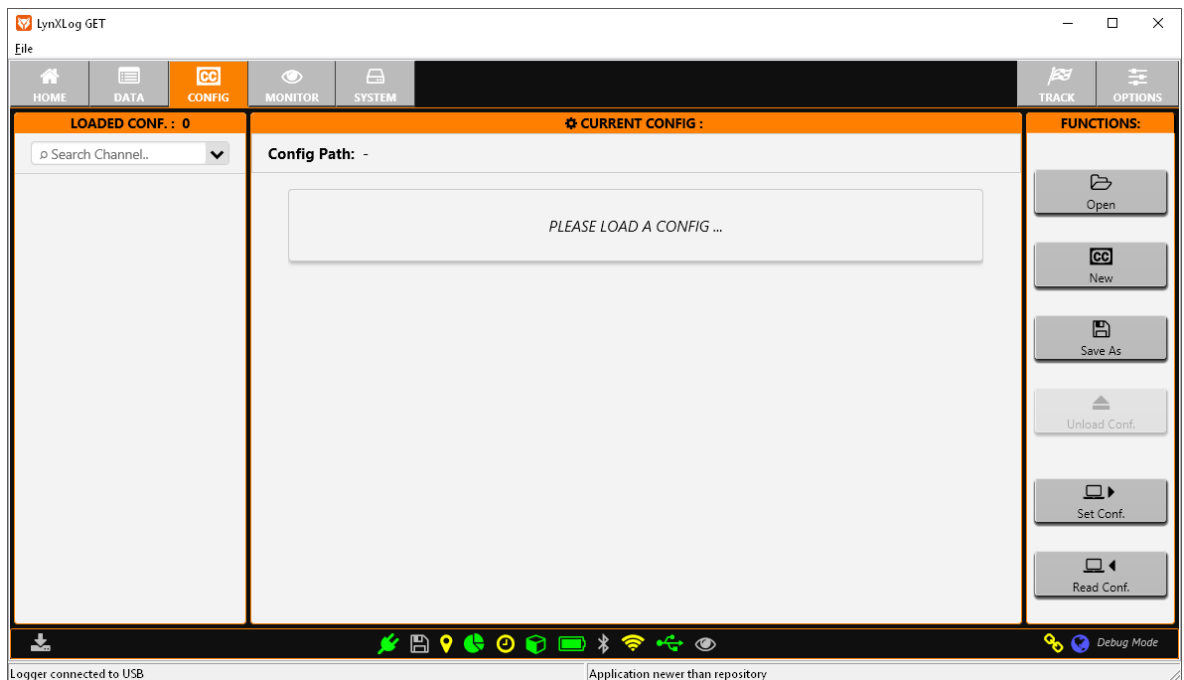 LynXLog GET
File
HOME DATA CC CONFIG MONITOR SYSTEM TRACK OPTIONS
LOADED CONF. : 0
CURRENT CONFIG :
FUNCTIONS:
Search Channel..
Config Path: -
PLEASE LOAD A CONFIG ...
Open
CC
New
Save As
Unload Conf.
Set Conf.
Read Conf.
Debug Mode
Logger connected to USB
Application newer than repository